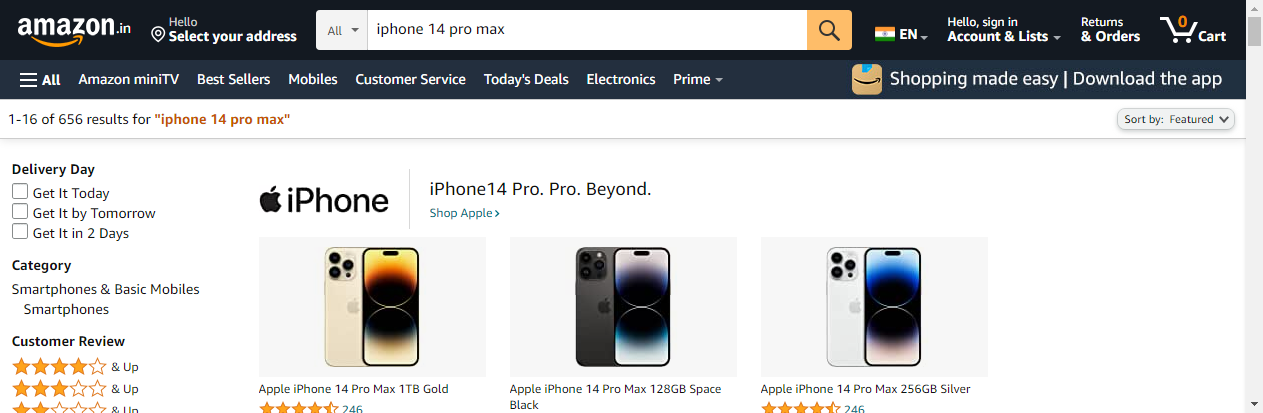 amazon.in
Hello
Select your address
All
iphone 14 pro max
EN
Hello, sign in
Account & Lists
Returns
& Orders
0
Cart
All
Amazon miniTV
Best Sellers
Mobiles
Customer Service
Today's Deals
Electronics
Prime
Shopping made easy | Download the app
1-16 of 656 results for "iphone 14 pro max"
Sort by: Featured
Delivery Day
Get It Today
Get It by Tomorrow
Get It in 2 Days
Category
Smartphones & Basic Mobiles
Smartphones
Customer Review
& Up
& Up
& Up
iPhone
iPhone14 Pro. Pro. Beyond.
Shop Apple
Apple iPhone 14 Pro Max 1TB Gold
246
Apple iPhone 14 Pro Max 128GB Space
Black
Apple iPhone 14 Pro Max 256GB Silver
246